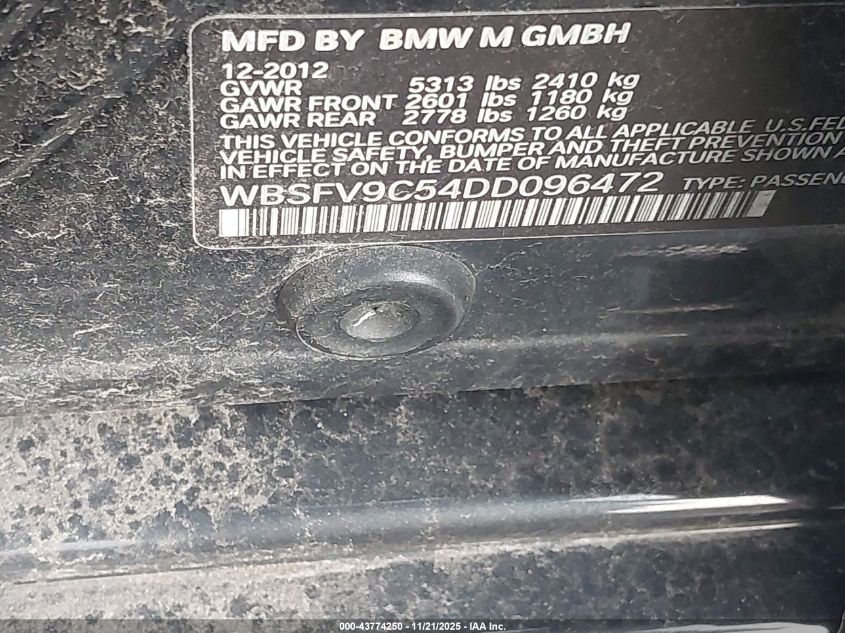 MFD BY BMW M GMBH
12-2012
GVWR 5313 lbs 2410 kg
GAWR FRONT 2601 lbs 1180 kg
GAWR REAR 2778 lbs 1260 kg
THIS VEHICLE CONFORMS TO ALL APPLICABLE U.S.FED
VEHICLE SAFETY, BUMPER AND THEFT PREVENTION
IN EFFECT ON THE DATE OF MANUFACTURE SHOWN A
WBSFV9C54DD096472 TYPE: PASSENG
000-43774250 - 11/21/2025 - IAA Inc.